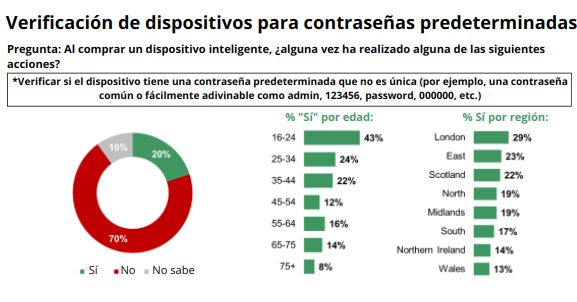 Verificación de dispositivos para contraseñas predeterminadas
Pregunta: Al comprar un dispositivo inteligente, ¿alguna vez ha realizado alguna de las siguientes
acciones?
*Verificar si el dispositivo tiene una contraseña predeterminada que no es única (por ejemplo, una contraseña
común o fácilmente adivinable como admin, 123456, password, 000000, etc.)
10%
20%
70%
Sí No No sabe
% "Sí" por edad:
16-24 43%
25-34 24%
35-44 22%
45-54 12%
55-64 16%
65-75 14%
75+ 8%
% Sí por región:
London 29%
East 23%
Scotland 22%
North 19%
Midlands 19%
South 17%
Northern Ireland 14%
Wales 13%